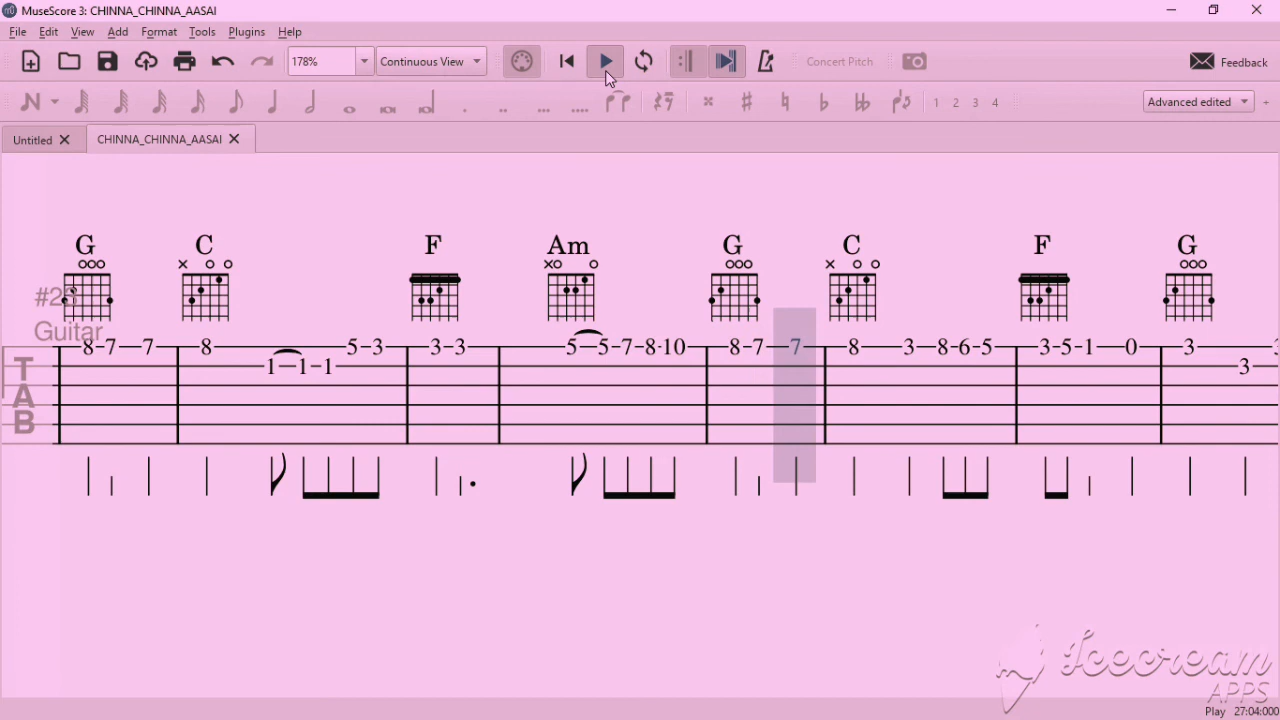 MuseScore 3: CHINNA_CHINNA_AASAI
File Edit View Add Format Tools Plugins Help
178% Continuous View Concert Pitch Feedback
1 2 3 4 Advanced edited
Untitled CHINNA_CHINNA_AASAI
G C F Am G C F G
Guitar
8 7 7 8 5 3 3 3 5 5 7 8 10 8 7 7 8 3 8 6 5 3 5 1 0 3
1 1 1 3
TAB
Icecream
APPS
Play 27:04:000